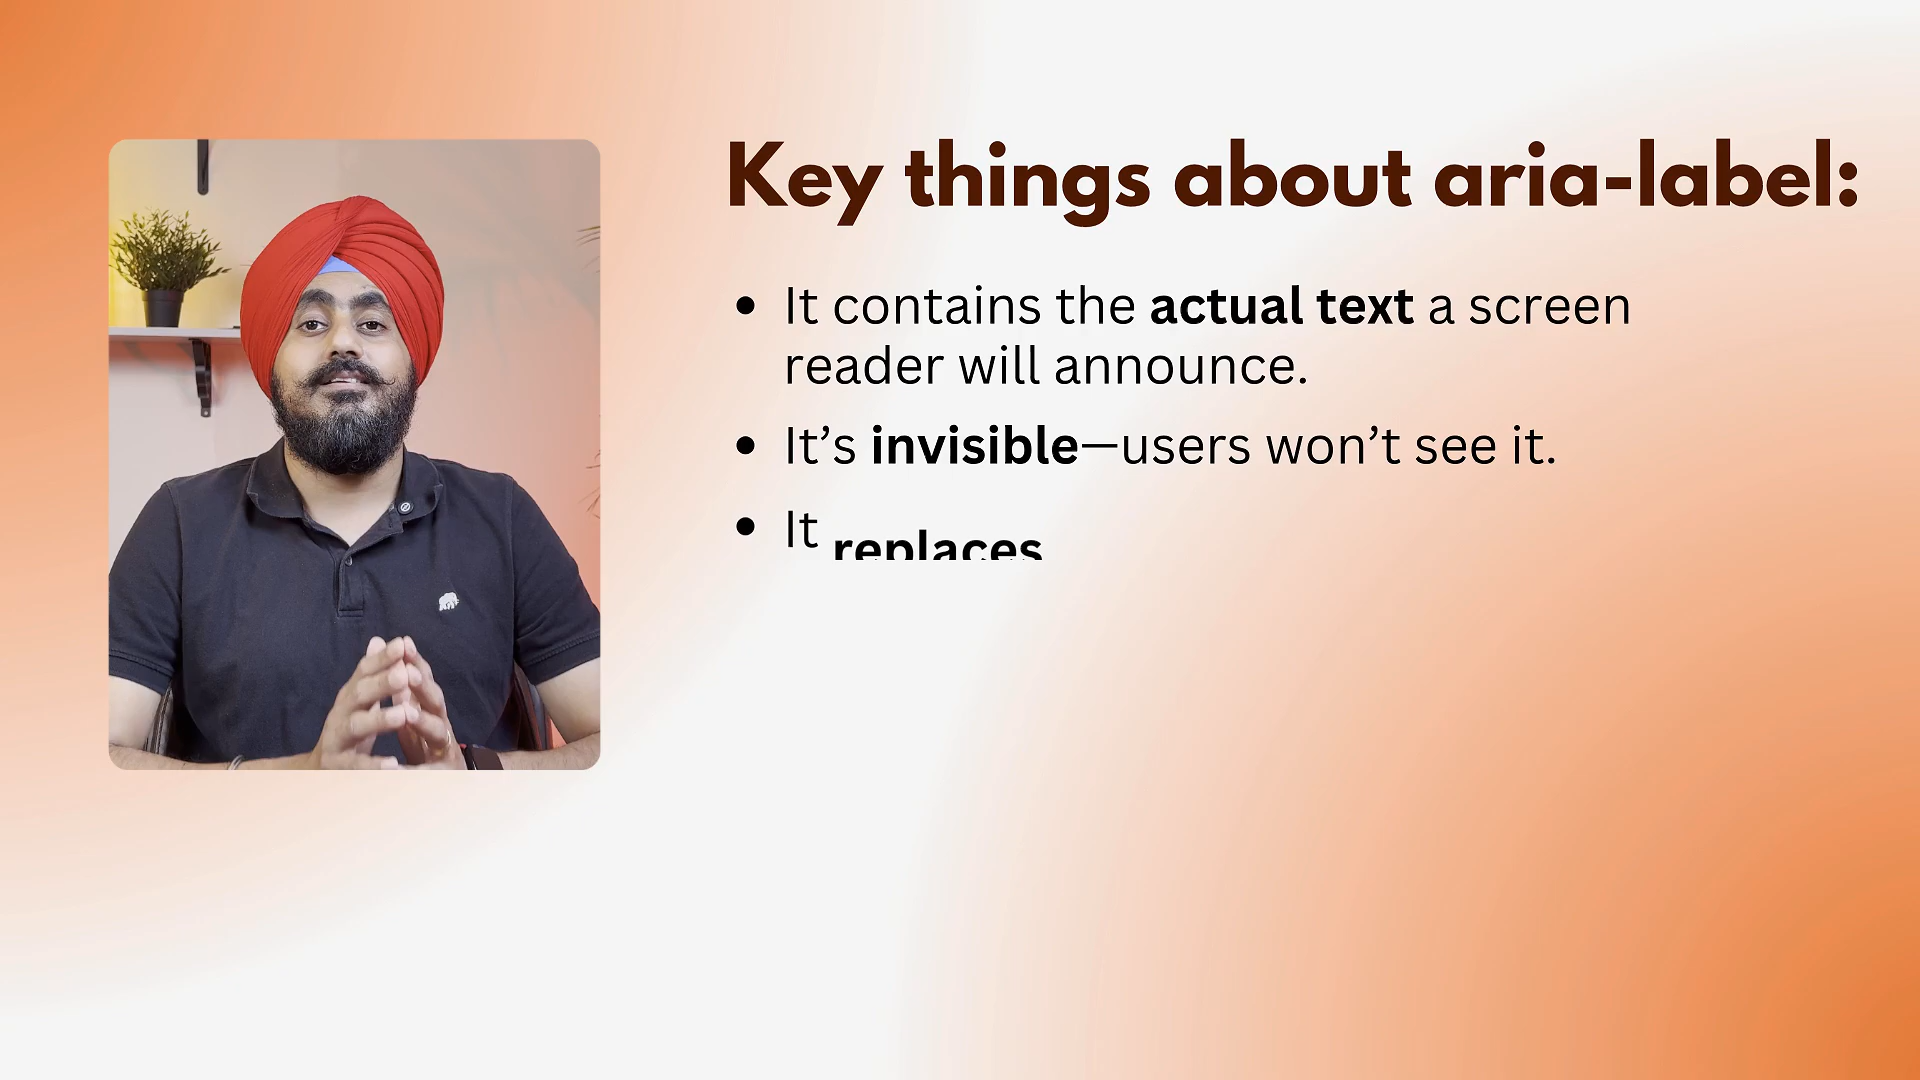 Key things about aria-label:
• It contains the actual text a screen
reader will announce.
• It’s invisible—users won’t see it.
• It replaces